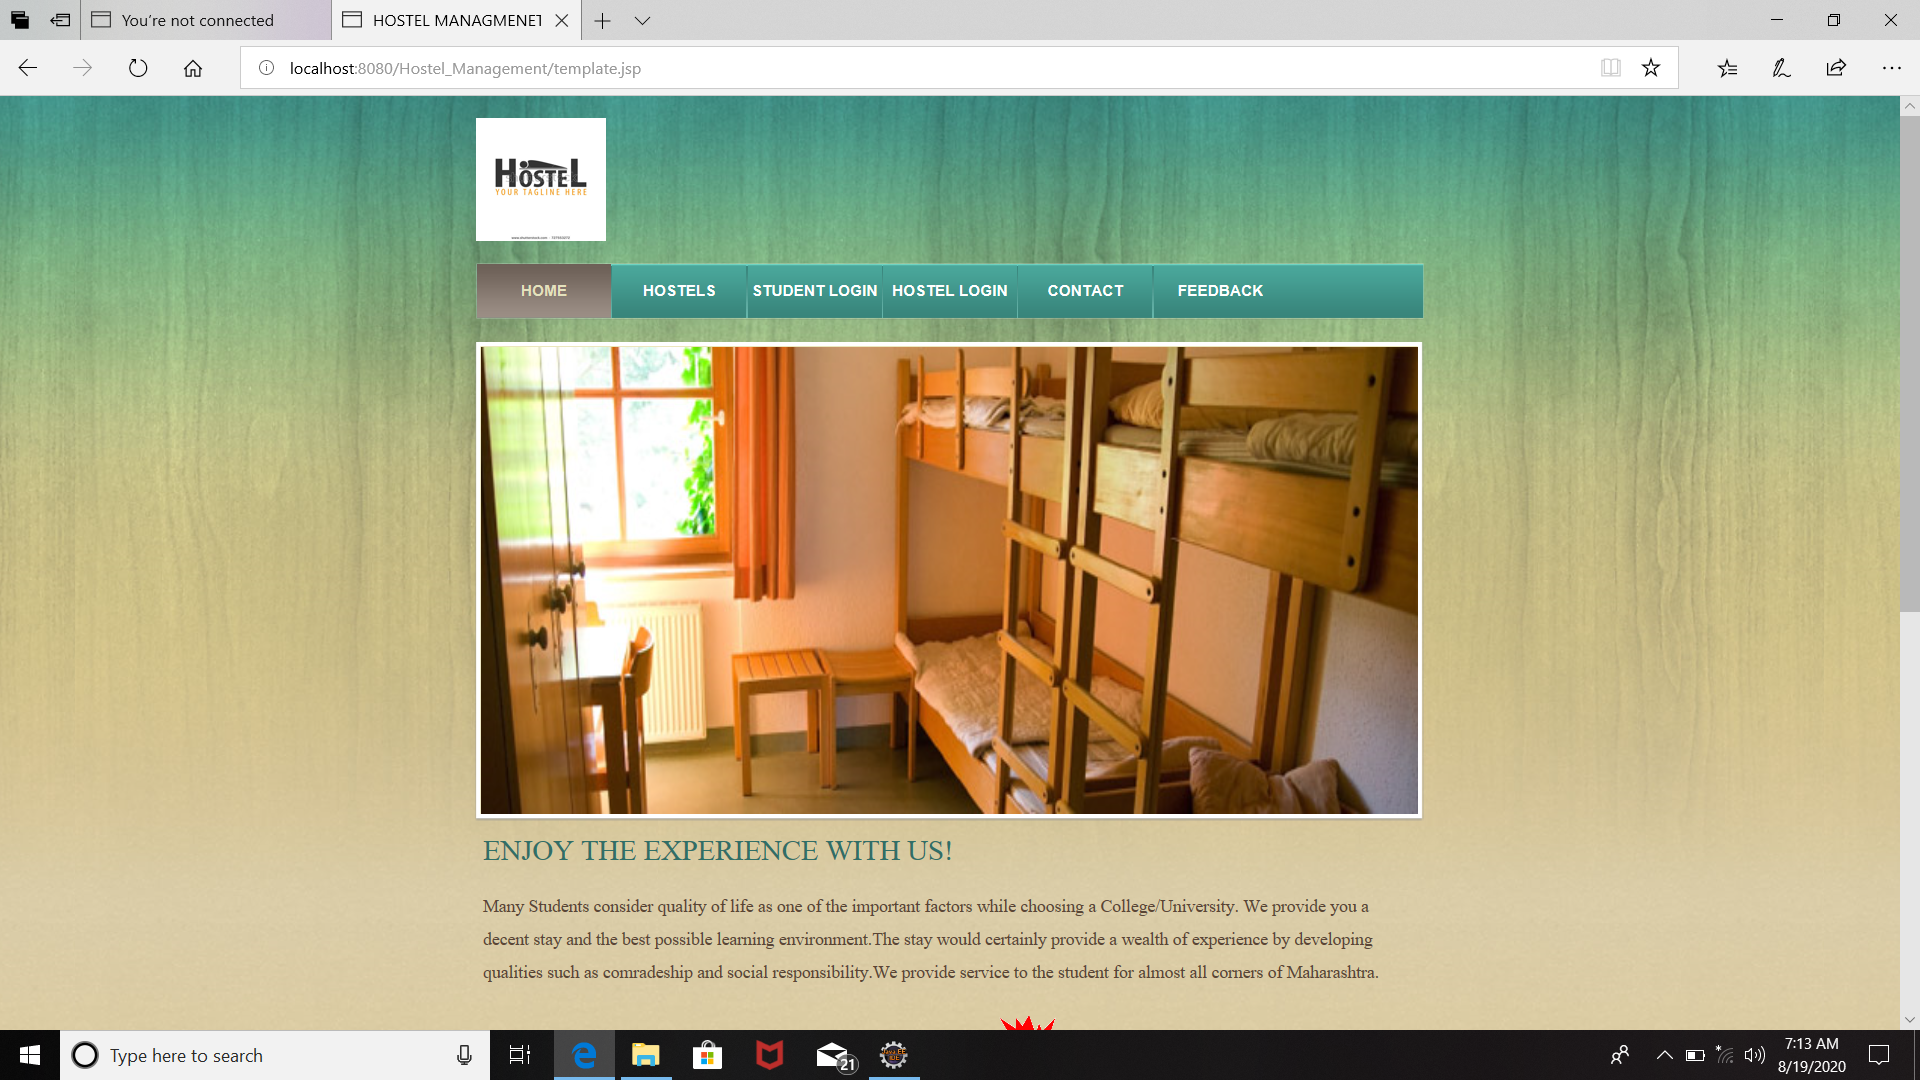 You're not connected
HOSTEL MANAGMENET
localhost:8080/Hostel_Management/template.jsp
HOSTEL
YOUR TAGLINE HERE
HOME
HOSTELS
STUDENT LOGIN
HOSTEL LOGIN
CONTACT
FEEDBACK
ENJOY THE EXPERIENCE WITH US!
Many Students consider quality of life as one of the important factors while choosing a College/University. We provide you a
decent stay and the best possible learning environment.The stay would certainly provide a wealth of experience by developing
qualities such as comradeship and social responsibility.We provide service to the student for almost all corners of Maharashtra.
Type here to search
21
7:13 AM
8/19/2020